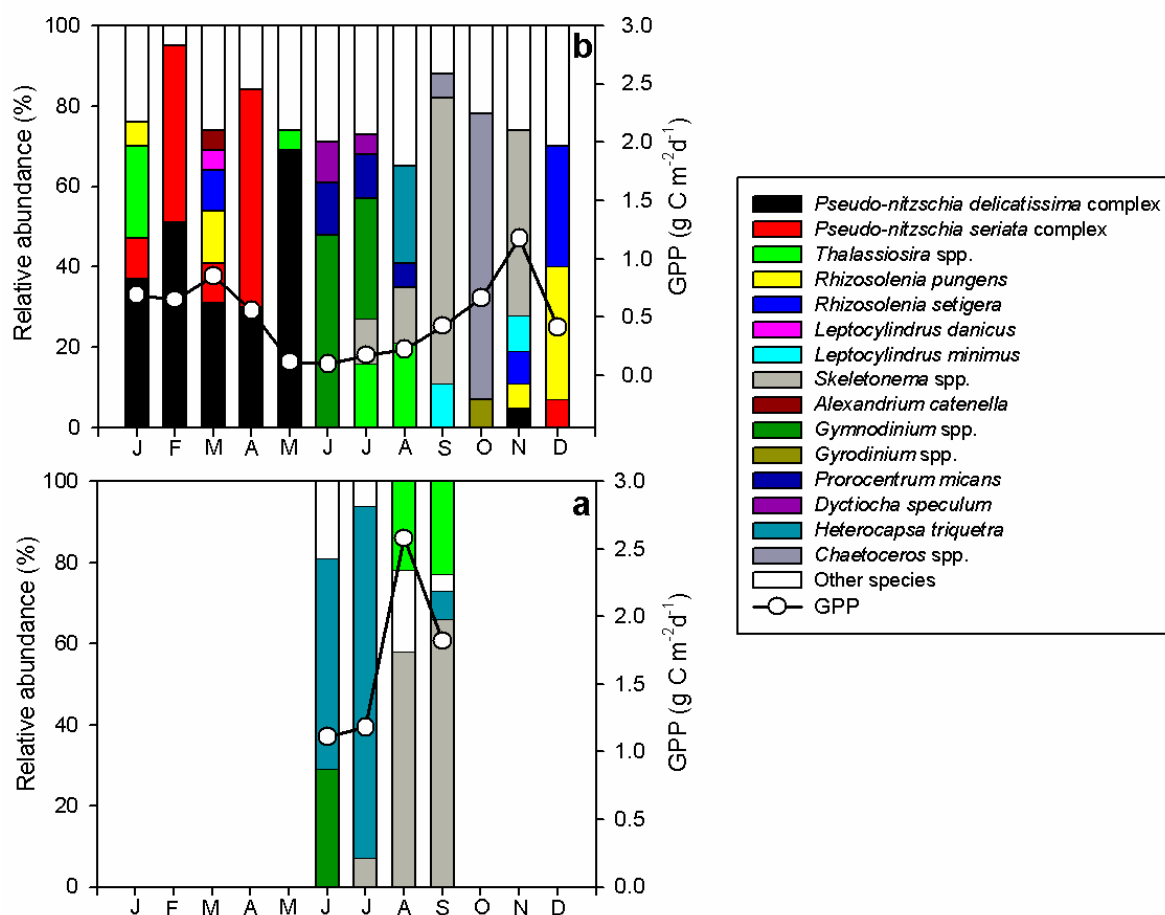 b
Relative abundance (%)
100
80
60
40
20
0
3.0
2.5
2.0
1.5
1.0
0.5
0.0
GPP (g C m⁻²d⁻¹)
J F M A M J J A S O N D
a
Relative abundance (%)
100
80
60
40
20
0
3.0
2.5
2.0
1.5
1.0
0.5
0.0
GPP (g C m⁻²d⁻¹)
J F M A M J J A S O N D
Pseudo-nitzschia delicatissima complex
Pseudo-nitzschia seriata complex
Thalassiosira spp.
Rhizosolenia pungens
Rhizosolenia setigera
Leptocylindrus danicus
Leptocylindrus minimus
Skeletonema spp.
Alexandrium catenella
Gymnodinium spp.
Gyrodinium spp.
Prorocentrum micans
Dyctiocha speculum
Heterocapsa triquetra
Chaetoceros spp.
Other species
GPP